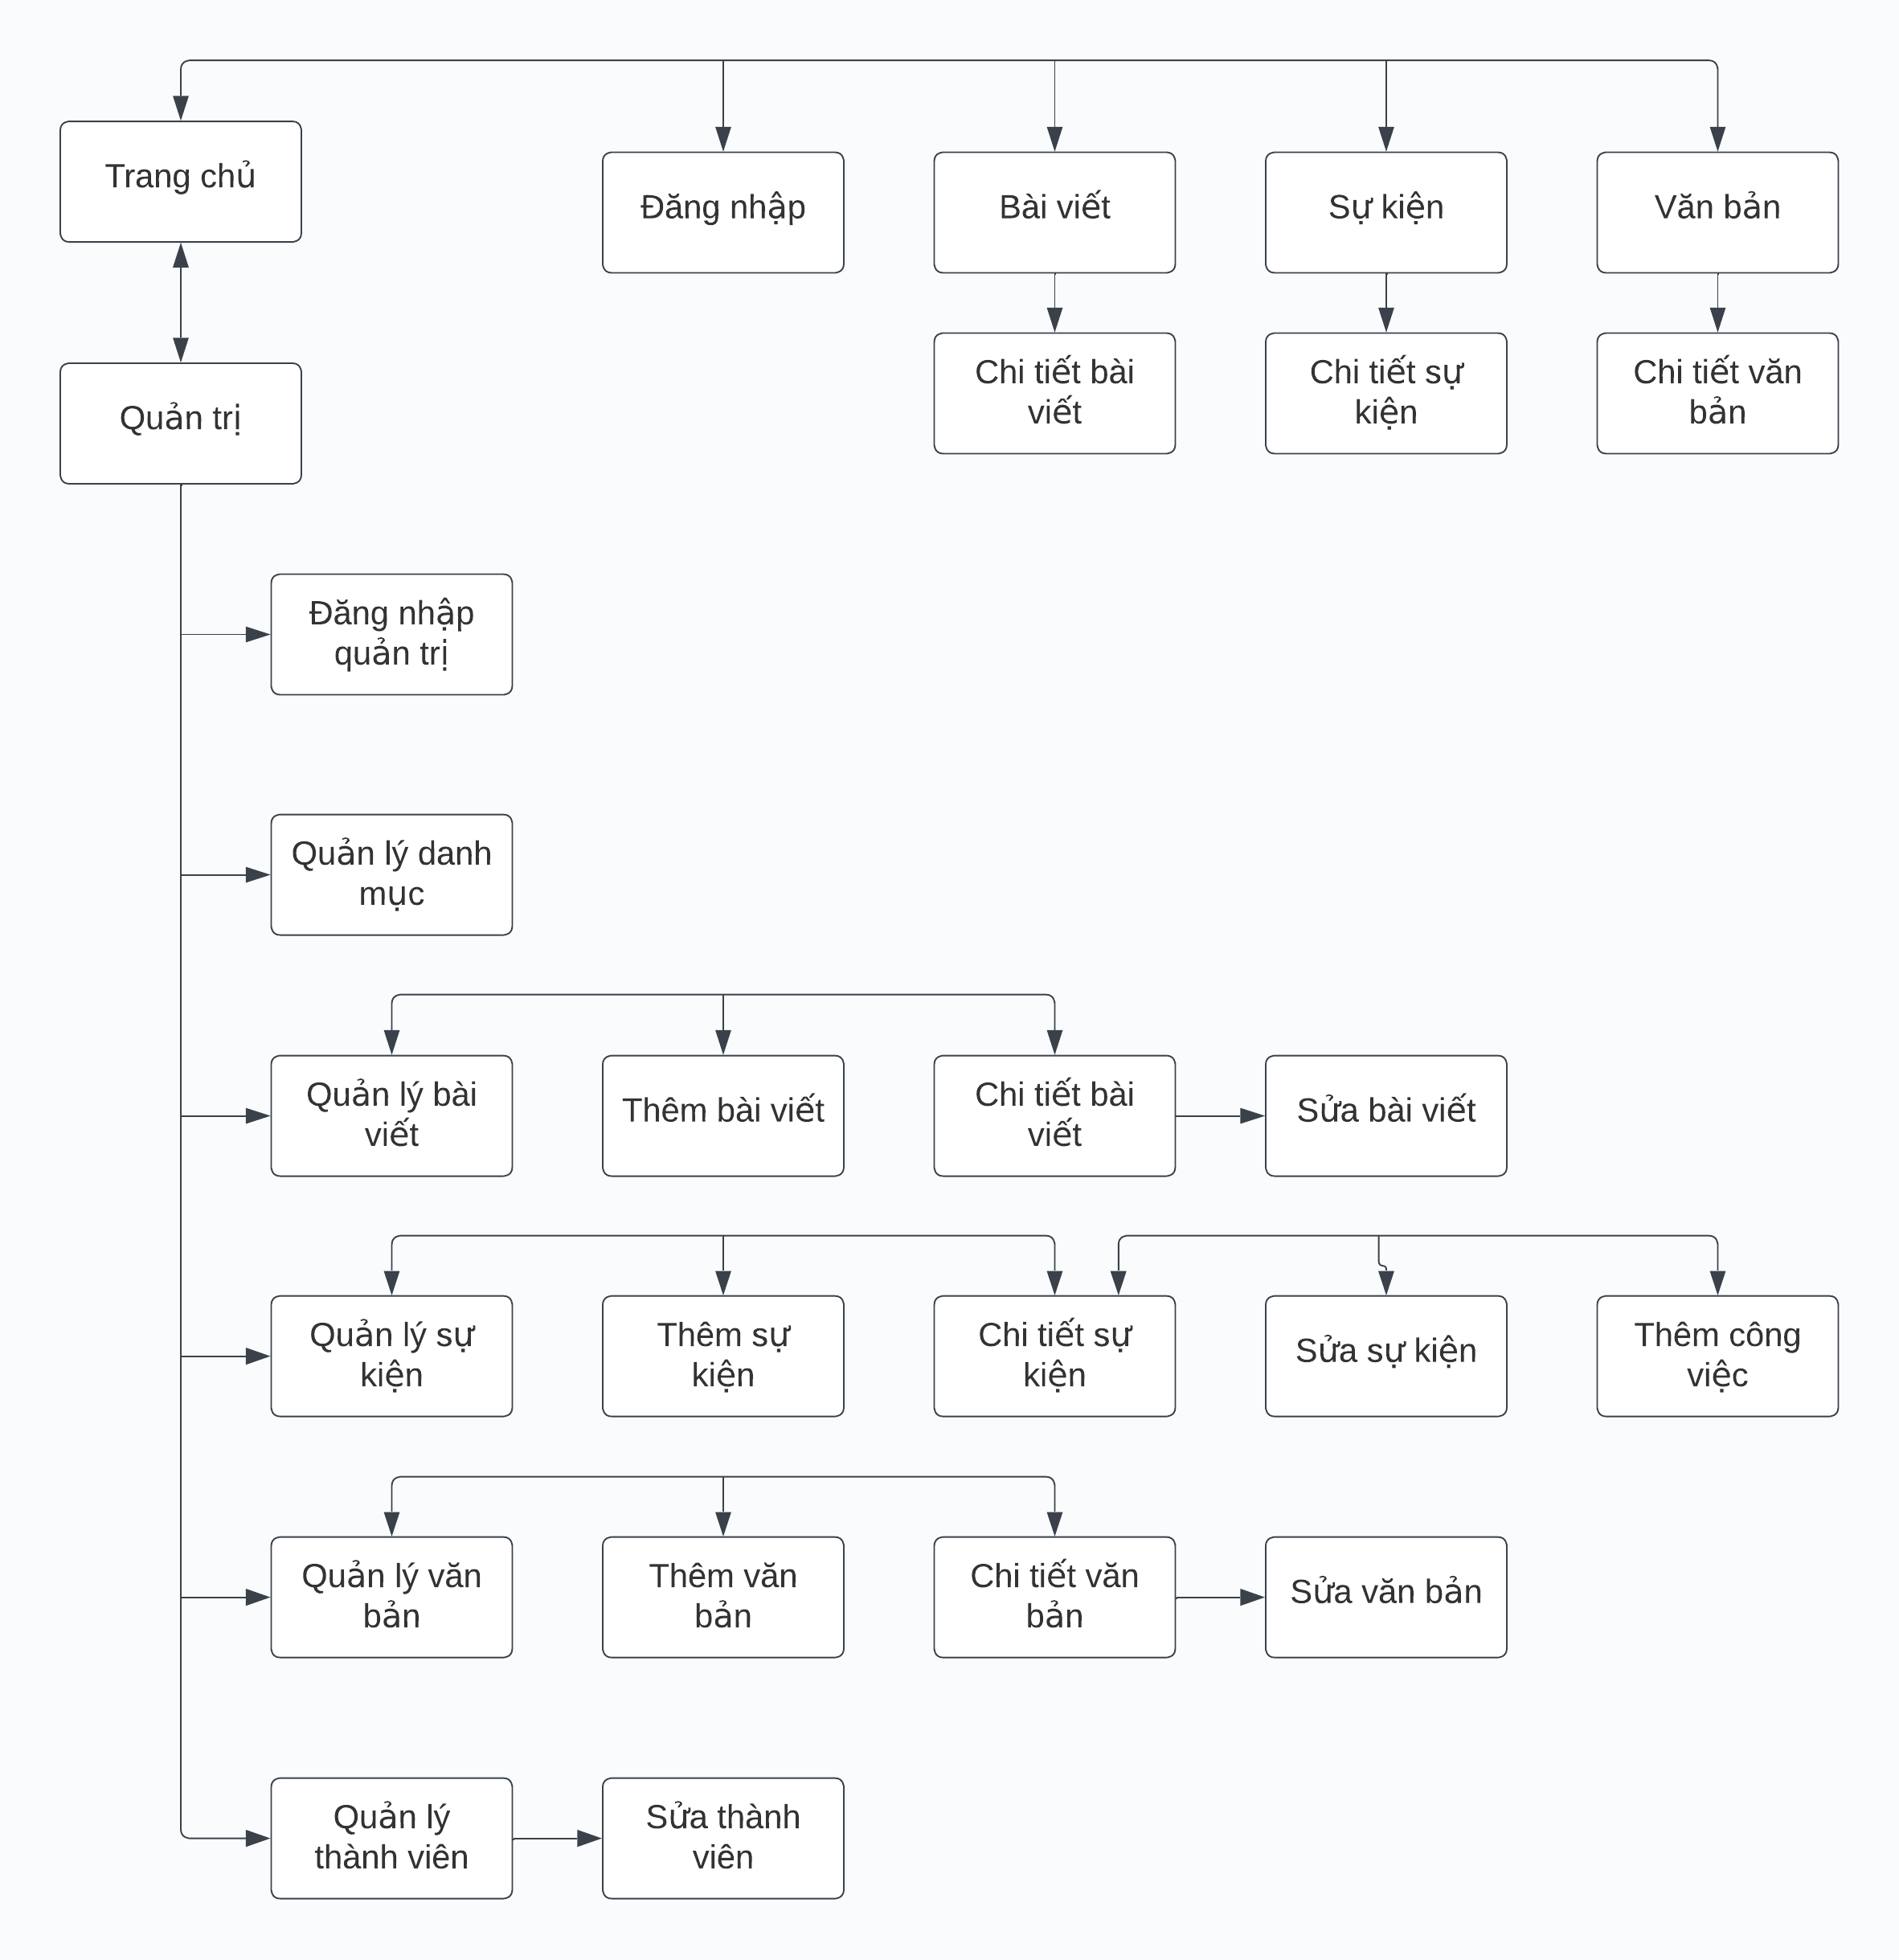 Trang chủ
Đăng nhập
Bài viết
Sự kiện
Văn bản
Quản trị
Chi tiết bài
viết
Chi tiết sự
kiện
Chi tiết văn
bản
Đăng nhập
quản trị
Quản lý danh
mục
Quản lý bài
viết
Thêm bài viết
Chi tiết bài
viết
Sửa bài viết
Quản lý sự
kiện
Thêm sự
kiện
Chi tiết sự
kiện
Sửa sự kiện
Thêm công
việc
Quản lý văn
bản
Thêm văn
bản
Chi tiết văn
bản
Sửa văn bản
Quản lý
thành viên
Sửa thành
viên